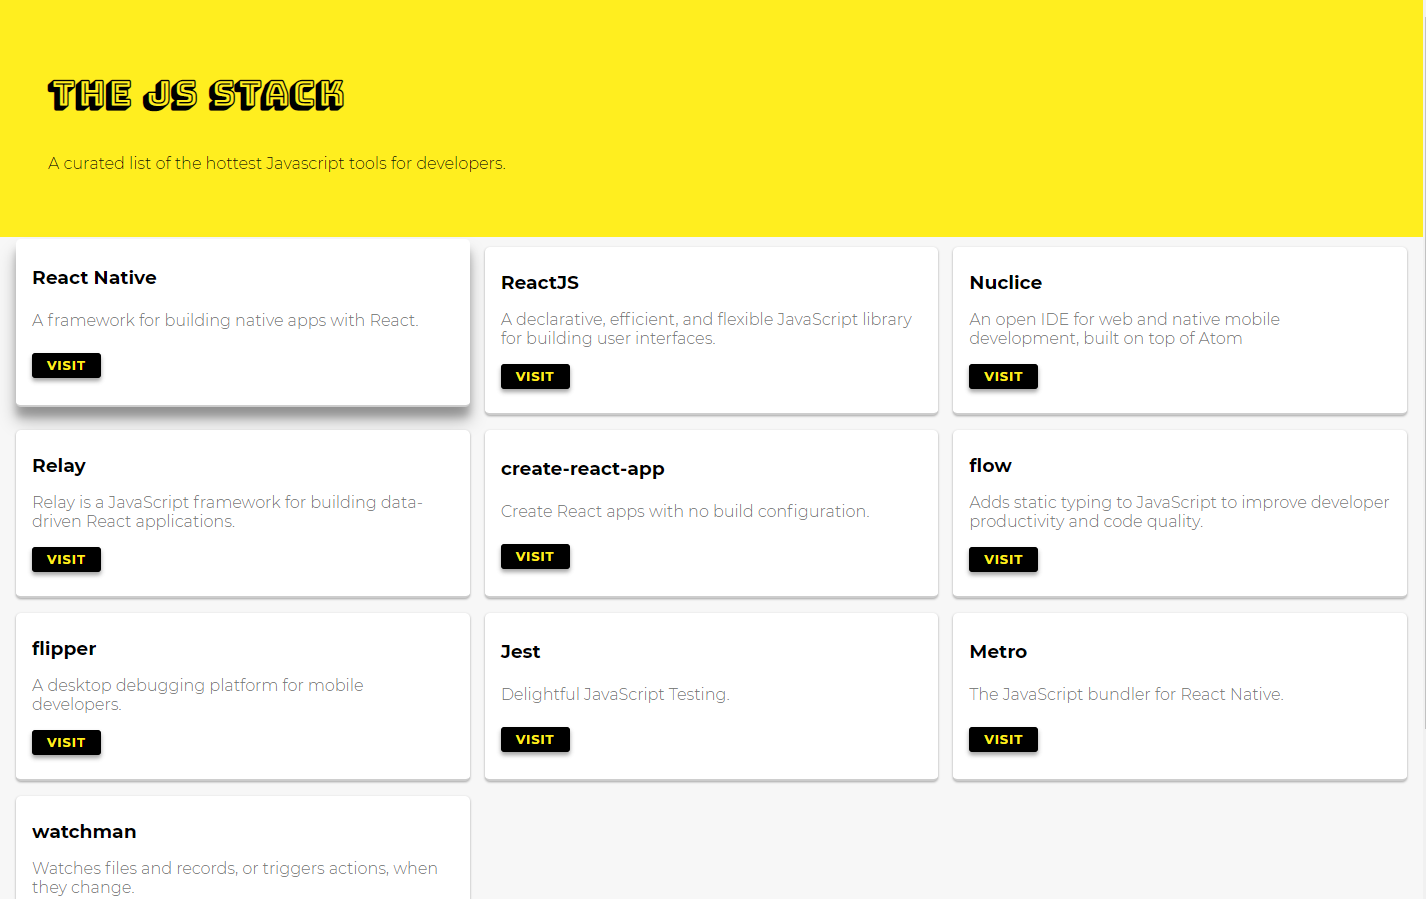 THE JS STACK
A curated list of the hottest Javascript tools for developers.
React Native
A framework for building native apps with React.
VISIT
ReactJS
A declarative, efficient, and flexible JavaScript library
for building user interfaces.
VISIT
Nuclice
An open IDE for web and native mobile
development, built on top of Atom
VISIT
Relay
Relay is a JavaScript framework for building data-
driven React applications.
VISIT
create-react-app
Create React apps with no build configuration.
VISIT
flow
Adds static typing to JavaScript to improve developer
productivity and code quality.
VISIT
flipper
A desktop debugging platform for mobile
developers.
VISIT
Jest
Delightful JavaScript Testing.
VISIT
Metro
The JavaScript bundler for React Native.
VISIT
watchman
Watches files and records, or triggers actions, when
they change.